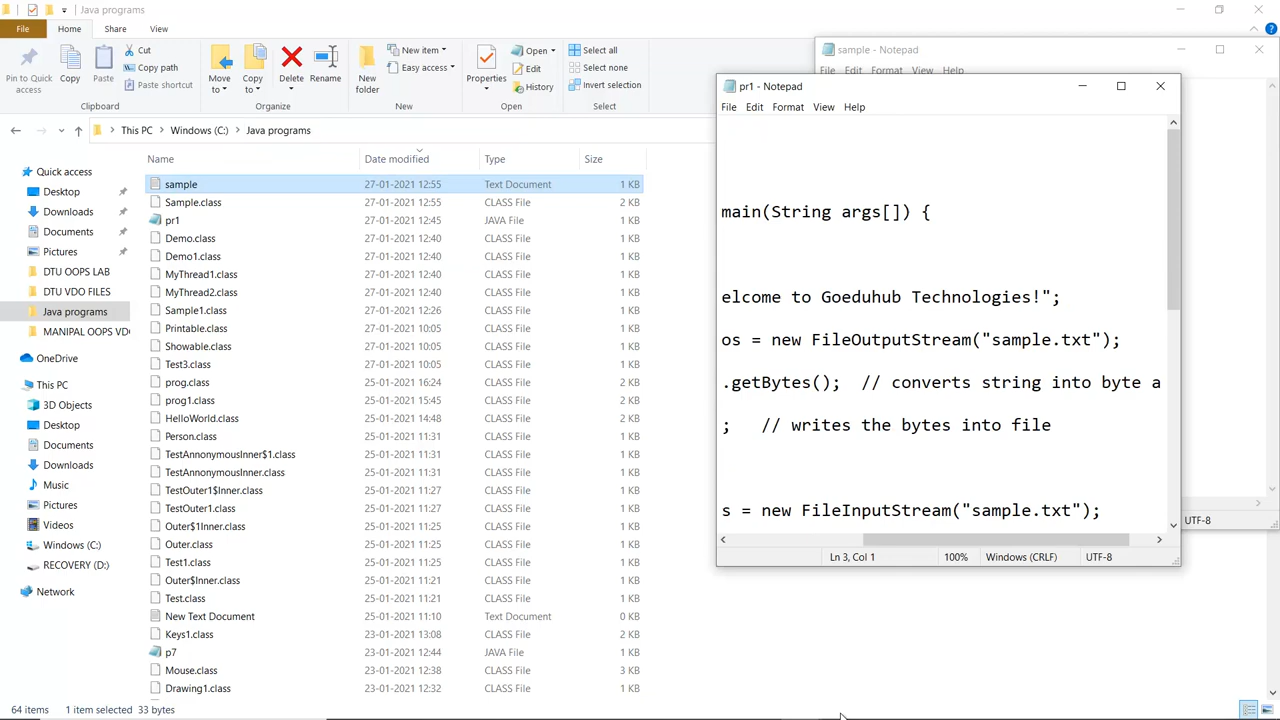 Java programs
File
Home
Share
View
Pin to Quick access
Copy
Paste
Cut
Copy path
Paste shortcut
Clipboard
Move to
Copy to
Delete
Rename
Organize
New folder
New item
Easy access
New
Properties
Open
Edit
History
Open
Select all
Select none
Invert selection
Select
This PC
Windows (C:)
Java programs
Quick access
Desktop
Downloads
Documents
Pictures
DTU OOPS LAB
DTU VDO FILES
Java programs
MANIPAL OOPS VDO
OneDrive
This PC
3D Objects
Desktop
Documents
Downloads
Music
Pictures
Videos
Windows (C:)
RECOVERY (D:)
Network
Name Date modified Type Size
sample 27-01-2021 12:55 Text Document 1 KB
Sample.class 27-01-2021 12:55 CLASS File 2 KB
pr1 27-01-2021 12:45 JAVA File 1 KB
Demo.class 27-01-2021 12:40 CLASS File 1 KB
Demo1.class 27-01-2021 12:40 CLASS File 1 KB
MyThread1.class 27-01-2021 12:40 CLASS File 1 KB
MyThread2.class 27-01-2021 12:40 CLASS File 1 KB
Sample1.class 27-01-2021 12:26 CLASS File 1 KB
Printable.class 27-01-2021 10:05 CLASS File 1 KB
Showable.class 27-01-2021 10:05 CLASS File 1 KB
Test3.class 27-01-2021 10:05 CLASS File 1 KB
prog.class 25-01-2021 16:24 CLASS File 2 KB
prog1.class 25-01-2021 15:45 CLASS File 2 KB
HelloWorld.class 25-01-2021 14:48 CLASS File 2 KB
Person.class 25-01-2021 11:31 CLASS File 1 KB
TestAnnonymousInner$1.class 25-01-2021 11:31 CLASS File 1 KB
TestAnnonymousInner.class 25-01-2021 11:31 CLASS File 1 KB
TestOuter1$Inner.class 25-01-2021 11:27 CLASS File 1 KB
TestOuter1.class 25-01-2021 11:27 CLASS File 1 KB
Outer$1Inner.class 25-01-2021 11:25 CLASS File 1 KB
Outer.class 25-01-2021 11:25 CLASS File 1 KB
Test1.class 25-01-2021 11:25 CLASS File 1 KB
Outer$Inner.class 25-01-2021 11:21 CLASS File 1 KB
Test.class 25-01-2021 11:21 CLASS File 1 KB
New Text Document 25-01-2021 11:10 Text Document 0 KB
Keys1.class 23-01-2021 13:08 CLASS File 2 KB
p7 23-01-2021 12:44 JAVA File 1 KB
Mouse.class 23-01-2021 12:38 CLASS File 3 KB
Drawing1.class 23-01-2021 12:32 CLASS File 1 KB
64 items 1 item selected 33 bytes
sample - Notepad
File Edit Format View Help
UTF-8
pr1 - Notepad
File Edit Format View Help
main(String args[]) {
elcome to Goeduhub Technologies!";
os = new FileOutputStream("sample.txt");
.getBytes(); // converts string into byte a
; // writes the bytes into file
s = new FileInputStream("sample.txt");
Ln 3, Col 1 100% Windows (CRLF) UTF-8